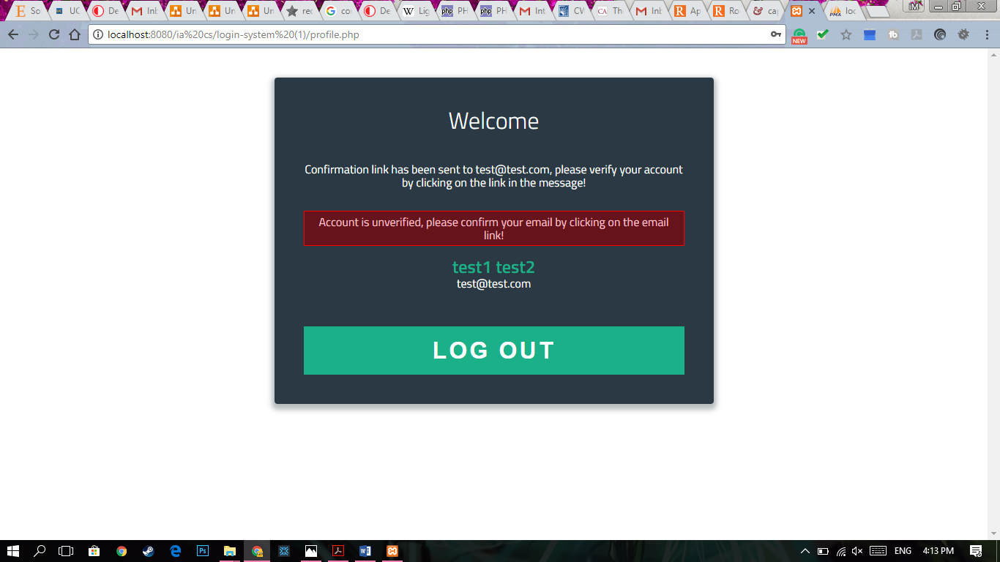 So UC De Inb Un Un Un rec co De Lig PH PH Int CV Th Inb Ap Ro cap loc
localhost:8080/ia%20cs/login-system%20(1)/profile.php
NEW
Welcome
Confirmation link has been sent to test@test.com, please verify your account
by clicking on the link in the message!
Account is unverified, please confirm your email by clicking on the email
link!
test1 test2
test@test.com
LOG OUT
ENG 4:13 PM